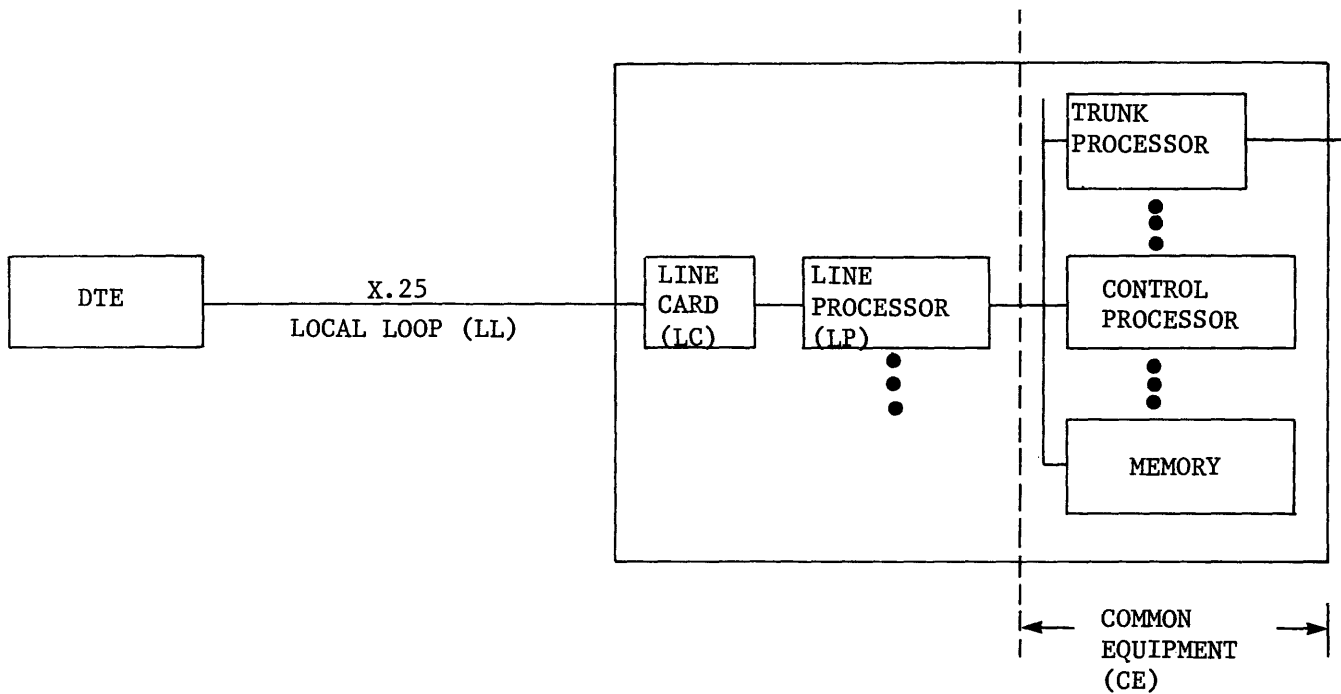 DTE
X.25
LOCAL LOOP (LL)
LINE
CARD
(LC)
LINE
PROCESSOR
(LP)
TRUNK
PROCESSOR
CONTROL
PROCESSOR
MEMORY
COMMON
EQUIPMENT
(CE)